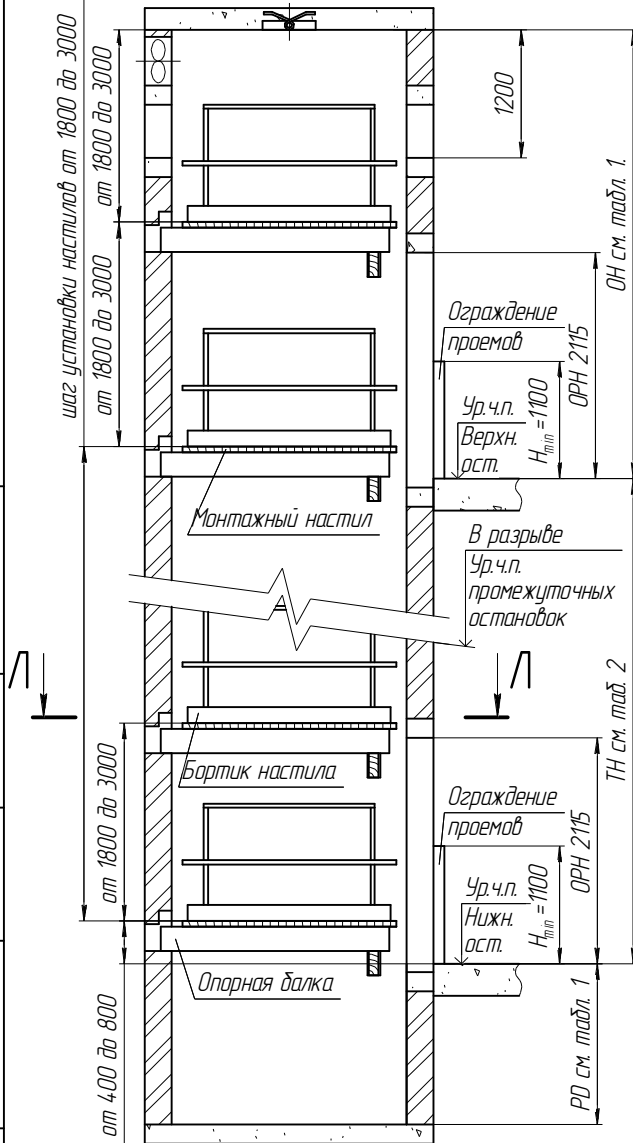 шаг установки настилов от 1800 до 3000
от 1800 до 3000
1200
ОН см. табл. 1.
от 1800 до 3000
ОРН 2115
Ограждение
проемов
Ур.ч.п.
Верхн.
ост.
Hmin=1100
Монтажный настил
В разрыве
Ур.ч.п.
промежуточных
остановок
Л
Л
ТН см. таб. 2
Бортик настила
от 1800 до 3000
Ограждение
проемов
ОРН 2115
Ур.ч.п.
Нижн.
ост.
Hmin=1100
Опорная балка
от 400 до 800
PD см. табл. 1